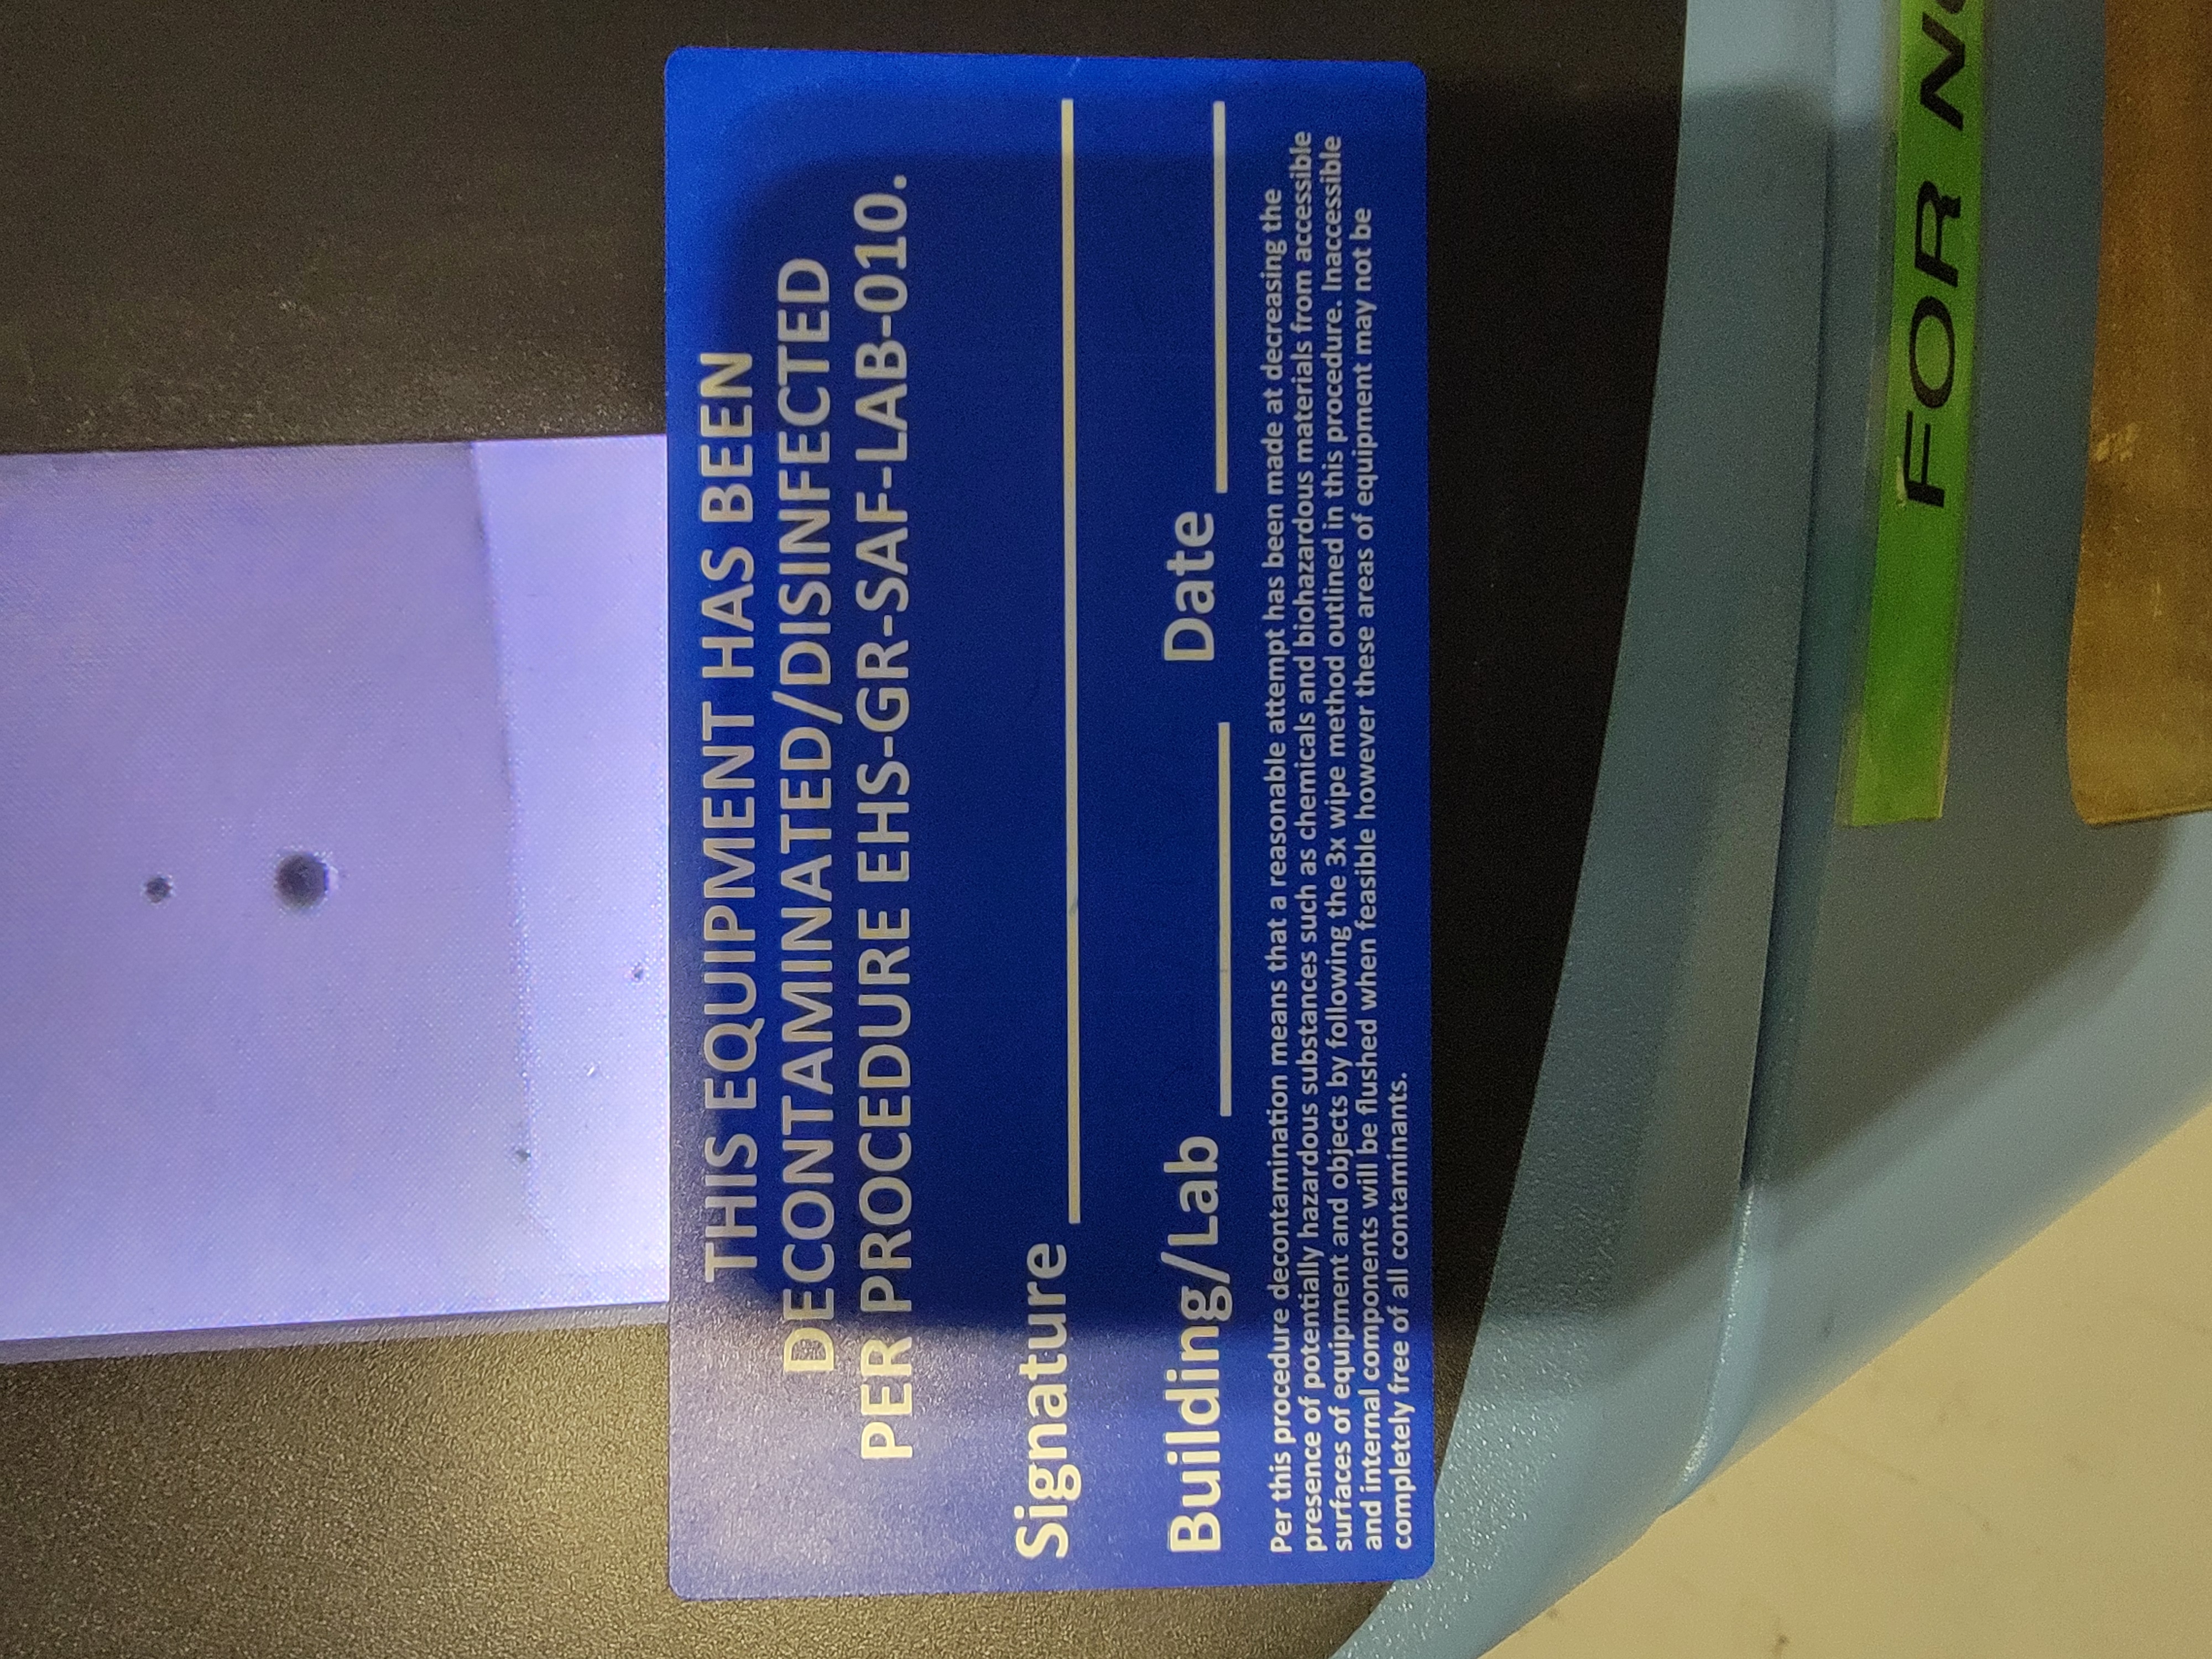 THIS EQUIPMENT HAS BEEN
DECONTAMINATED/DISINFECTED
PER PROCEDURE EHS-GR-SAF-LAB-010.
Signature
Building/Lab Date
Per this procedure decontamination means that a reasonable attempt has been made at decreasing the
presence of potentially hazardous substances such as chemicals and biohazardous materials from accessible
surfaces of equipment and objects by following the 3x wipe method outlined in this procedure. Inaccessible
and internal components will be flushed when feasible however these areas of equipment may not be
completely free of all contaminants.
FOR